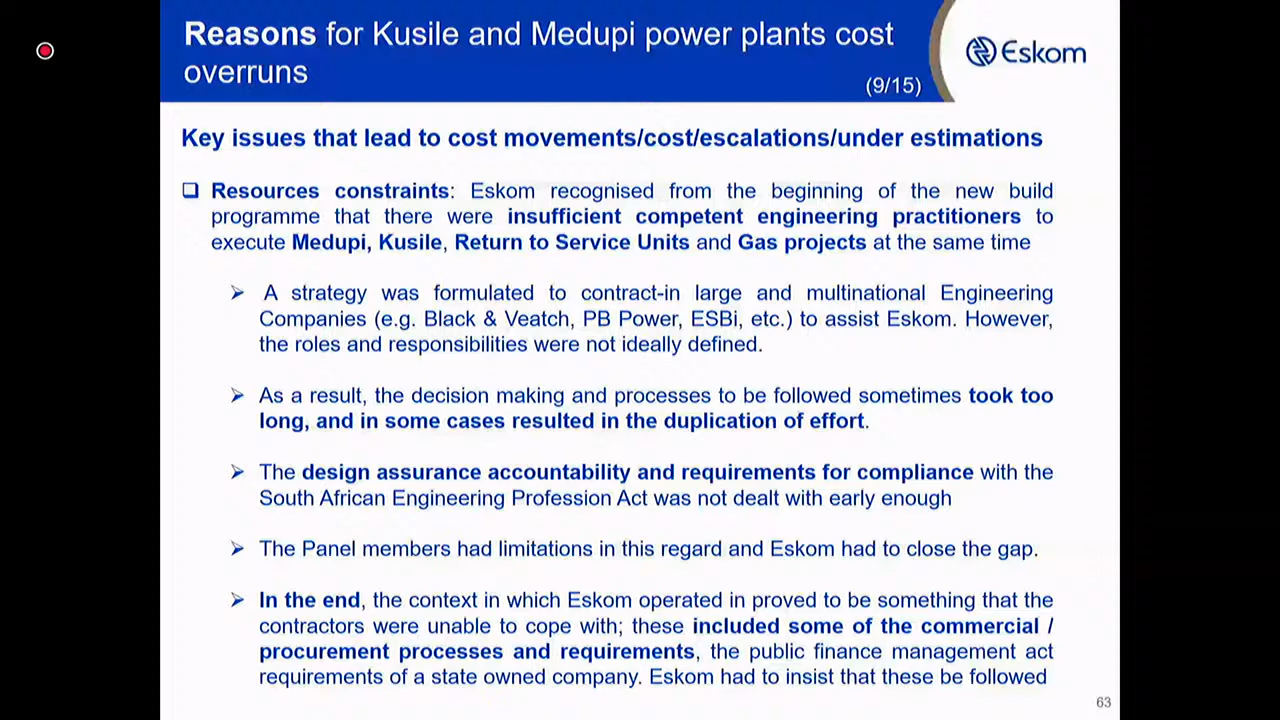 Reasons for Kusile and Medupi power plants cost
overruns
(9/15)
Eskom
Key issues that lead to cost movements/cost/escalations/under estimations
Resources constraints: Eskom recognised from the beginning of the new build
programme that there were insufficient competent engineering practitioners to
execute Medupi, Kusile, Return to Service Units and Gas projects at the same time
A strategy was formulated to contract-in large and multinational Engineering
Companies (e.g. Black & Veatch, PB Power, ESBi, etc.) to assist Eskom. However,
the roles and responsibilities were not ideally defined.
As a result, the decision making and processes to be followed sometimes took too
long, and in some cases resulted in the duplication of effort.
The design assurance accountability and requirements for compliance with the
South African Engineering Profession Act was not dealt with early enough
The Panel members had limitations in this regard and Eskom had to close the gap.
In the end, the context in which Eskom operated in proved to be something that the
contractors were unable to cope with; these included some of the commercial /
procurement processes and requirements, the public finance management act
requirements of a state owned company. Eskom had to insist that these be followed
63